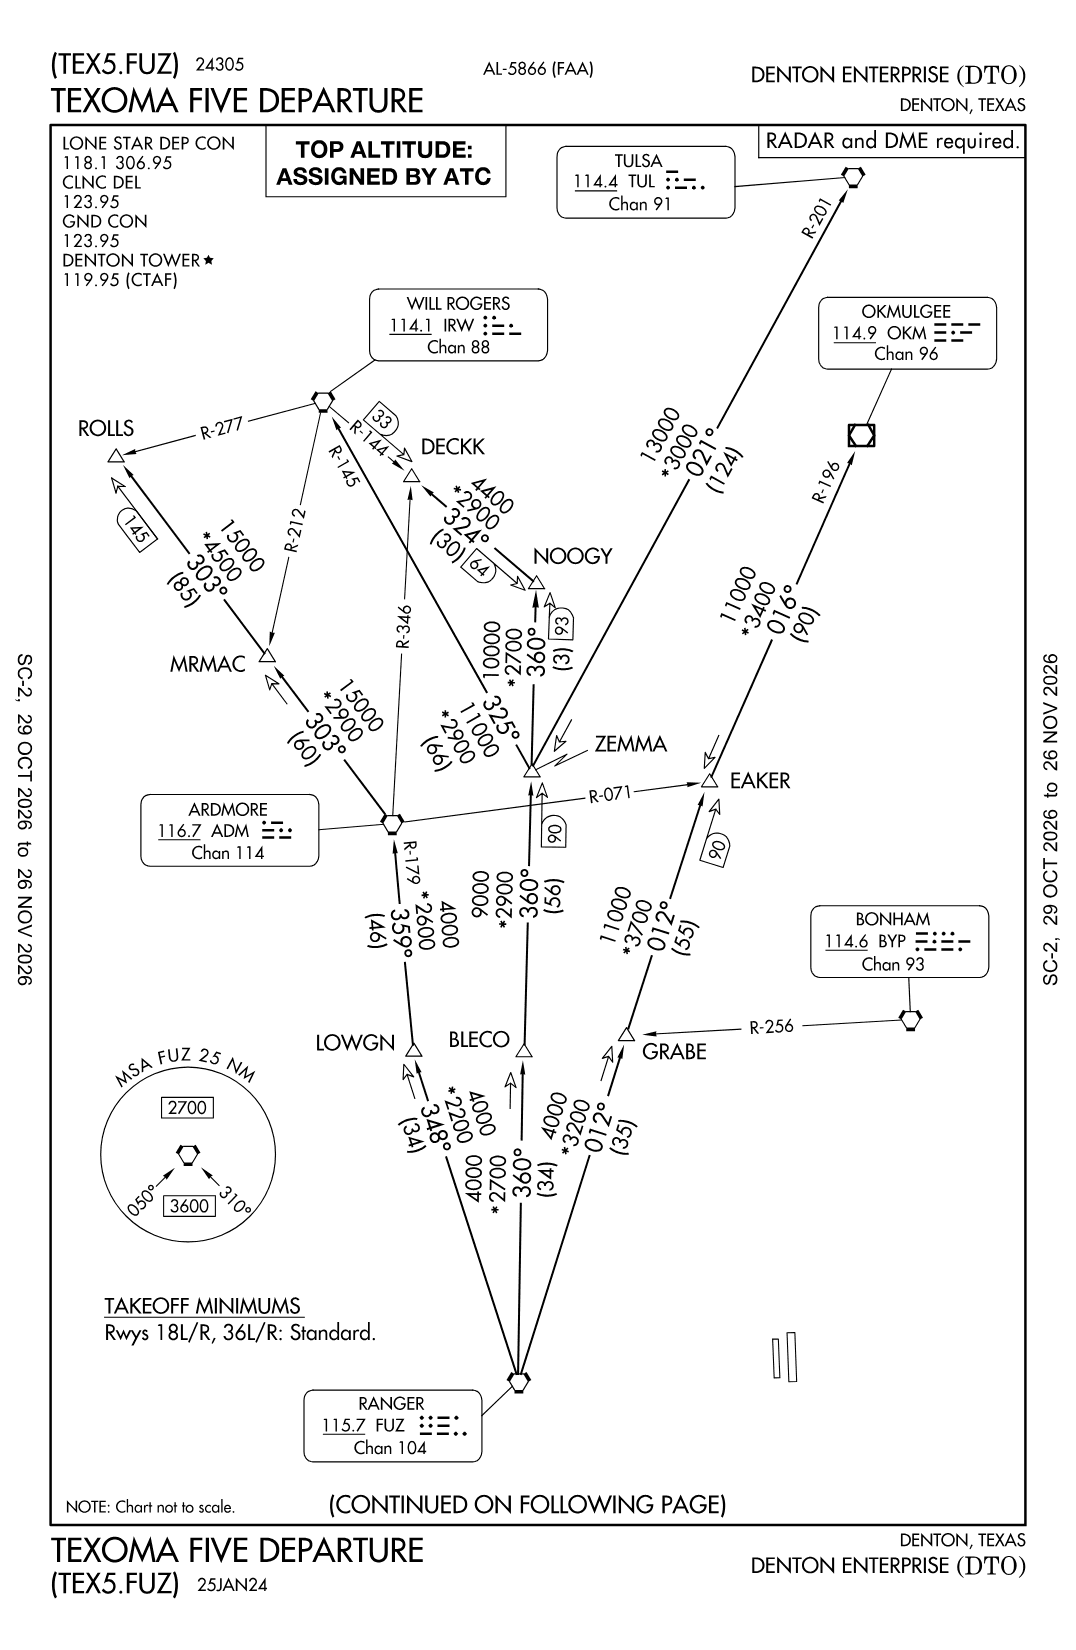 (TEX5.FUZ) 24305
AL-5866 (FAA)
DENTON ENTERPRISE (DTO)
TEXOMA FIVE DEPARTURE
DENTON, TEXAS
LONE STAR DEP CON
118.1 306.95
CLNC DEL
123.95
GND CON
123.95
DENTON TOWER★
119.95 (CTAF)
TOP ALTITUDE:
ASSIGNED BY ATC
RADAR and DME required.
TULSA
114.4 TUL
Chan 91
R-201
WILL ROGERS
114.1 IRW
Chan 88
OKMULGEE
114.9 OKM
Chan 96
ROLLS
R-277
33
R-144
R-145
DECKK
13000
*3000
021°
(124)
R-196
145
15000
*4500
303°
(85)
R-212
4400
*2900
324°
(30)
64
NOOGY
93
11000
*3400
016°
(90)
R-346
10000
*2700
360°
(3)
MRMAC
15000
*2900
303°
(60)
325°
11000
*2900
(66)
ZEMMA
EAKER
R-071
ARDMORE
116.7 ADM
Chan 114
90
90
R-179
4000
*2600
359°
(46)
9000
*2900
360°
(56)
11000
*3700
012°
(55)
BONHAM
114.6 BYP
Chan 93
R-256
LOWGN
BLECO
GRABE
MSA FUZ 25 NM
2700
050°
3600
310°
4000
*2200
348°
(34)
4000
*2700
360°
(34)
4000
*3200
012°
(35)
TAKEOFF MINIMUMS
Rwys 18L/R, 36L/R: Standard.
RANGER
115.7 FUZ
Chan 104
NOTE: Chart not to scale.
(CONTINUED ON FOLLOWING PAGE)
TEXOMA FIVE DEPARTURE
DENTON, TEXAS
DENTON ENTERPRISE (DTO)
(TEX5.FUZ) 25JAN24
SC-2, 29 OCT 2026 to 26 NOV 2026
SC-2, 29 OCT 2026 to 26 NOV 2026